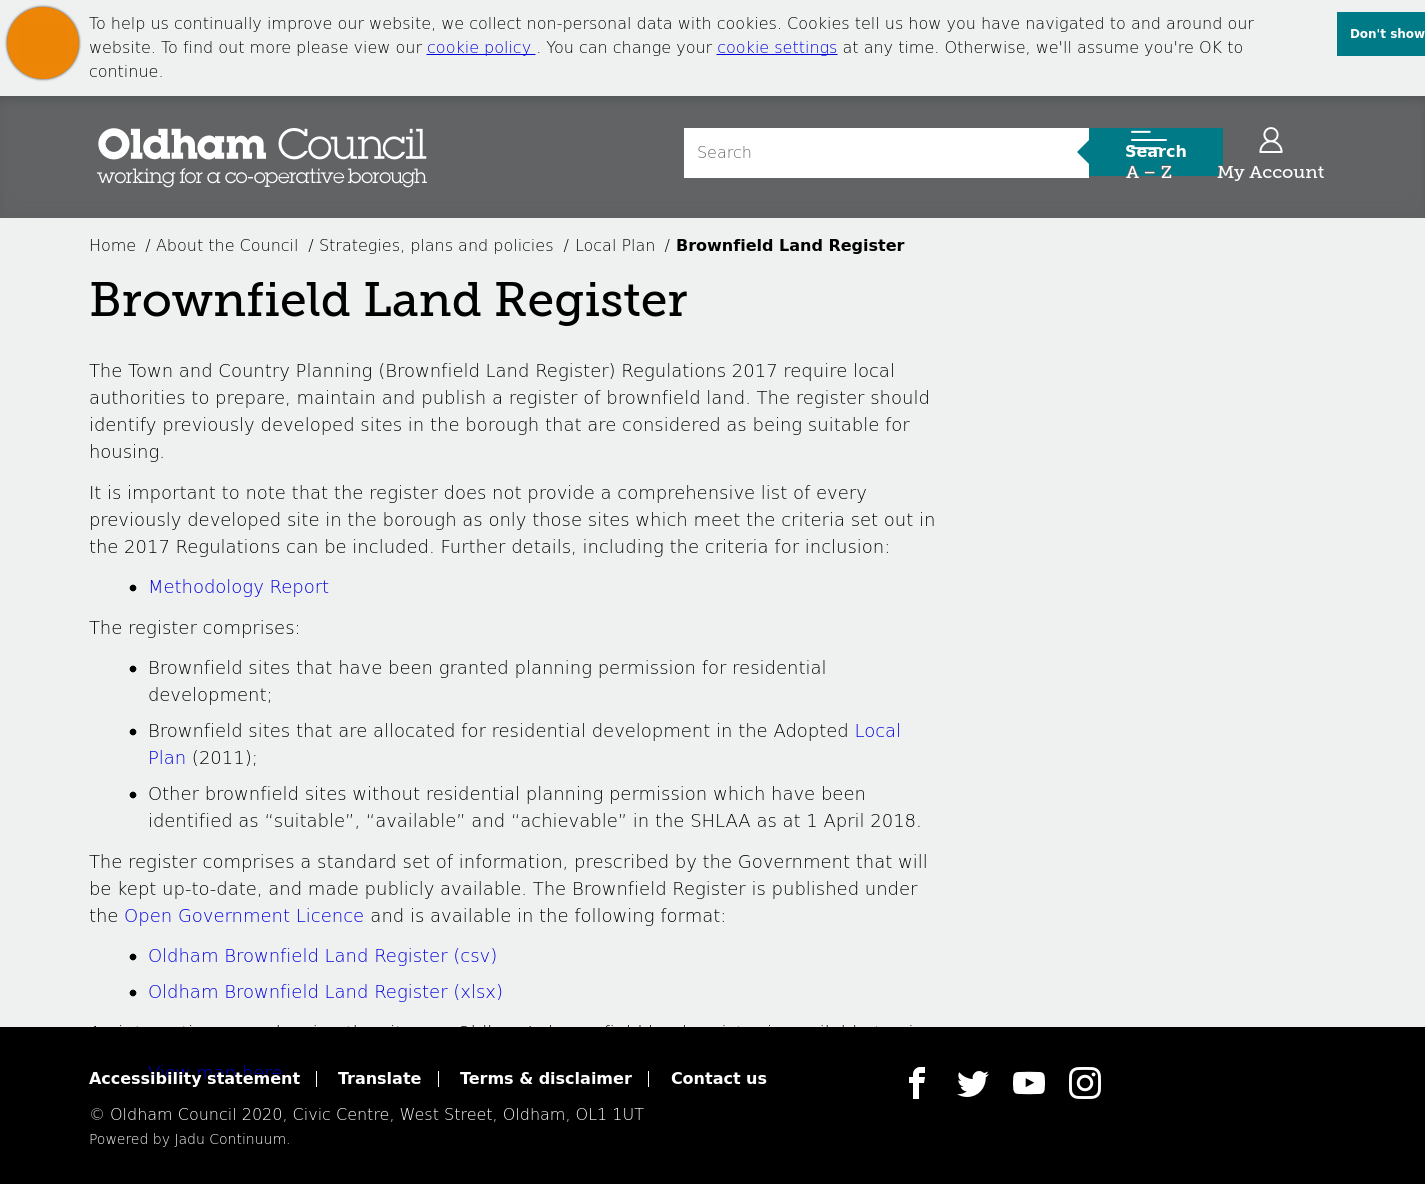 To help us continually improve our website, we collect non-personal data with cookies. Cookies tell us how you have navigated to and around our
website. To find out more please view our cookie policy . You can change your cookie settings at any time. Otherwise, we'll assume you're OK to
continue.
Don't show
Oldham Council
working for a co-operative borough
Search
Search
A – Z
My Account
Home / About the Council / Strategies, plans and policies / Local Plan / Brownfield Land Register
Brownfield Land Register
The Town and Country Planning (Brownfield Land Register) Regulations 2017 require local
authorities to prepare, maintain and publish a register of brownfield land. The register should
identify previously developed sites in the borough that are considered as being suitable for
housing.
It is important to note that the register does not provide a comprehensive list of every
previously developed site in the borough as only those sites which meet the criteria set out in
the 2017 Regulations can be included. Further details, including the criteria for inclusion:
• Methodology Report
The register comprises:
• Brownfield sites that have been granted planning permission for residential
development;
• Brownfield sites that are allocated for residential development in the Adopted Local
Plan (2011);
• Other brownfield sites without residential planning permission which have been
identified as “suitable”, “available” and “achievable” in the SHLAA as at 1 April 2018.
The register comprises a standard set of information, prescribed by the Government that will
be kept up-to-date, and made publicly available. The Brownfield Register is published under
the Open Government Licence and is available in the following format:
• Oldham Brownfield Land Register (csv)
• Oldham Brownfield Land Register (xlsx)
Accessibility statement
Translate
Terms & disclaimer
Contact us
© Oldham Council 2020, Civic Centre, West Street, Oldham, OL1 1UT
Powered by Jadu Continuum.